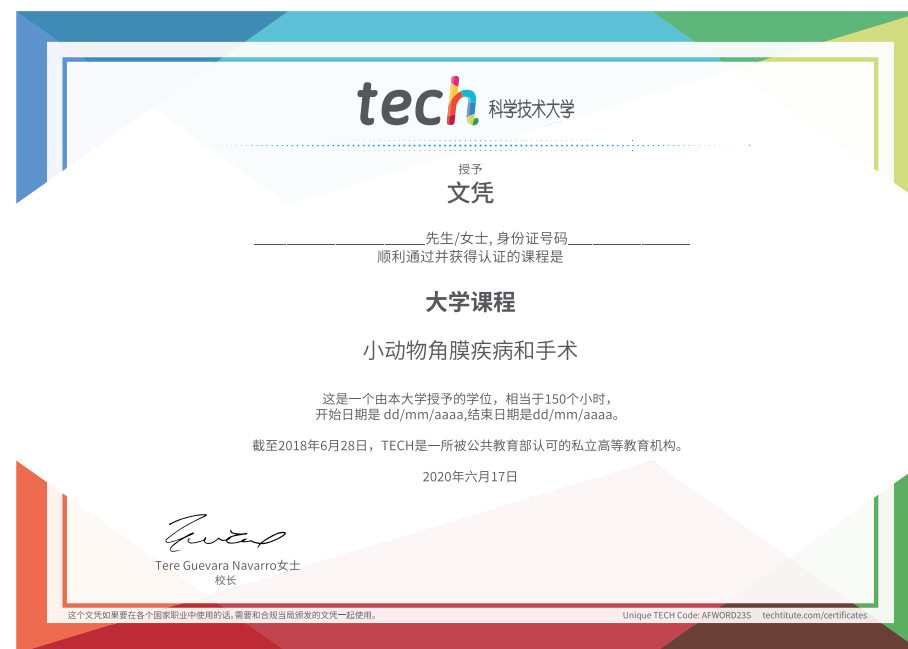 tech 科学技术大学
授予
文凭
________________________先生/女士, 身份证号码_______________
顺利通过并获得认证的课程是
大学课程
小动物角膜疾病和手术
这是一个由本大学授予的学位，相当于150个小时，
开始日期是 dd/mm/aaaa,结束日期是dd/mm/aaaa。
截至2018年6月28日，TECH是一所被公共教育部认可的私立高等教育机构。
2020年六月17日
Tere Guevara Navarro女士
校长
这个文凭如果要在各个国家职业中使用的话,需要和合规当局颁发的文凭一起使用。
Unique TECH Code: AFWORD23S techtitute.com/certificates